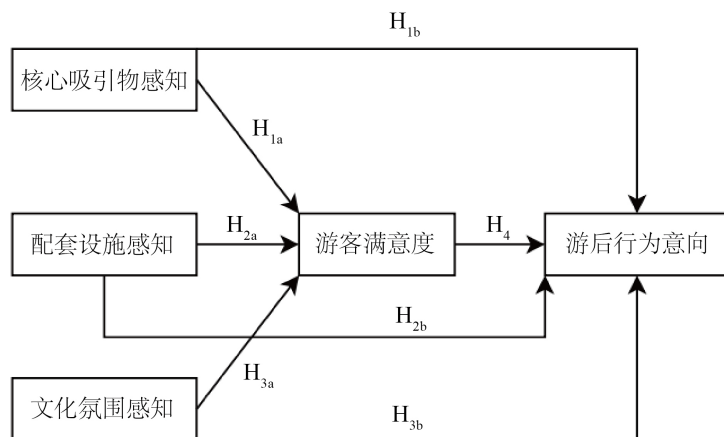 H1b
核心吸引物感知
H1a
配套设施感知
H2a
游客满意度
H4
游后行为意向
H2b
H3a
文化氛围感知
H3b